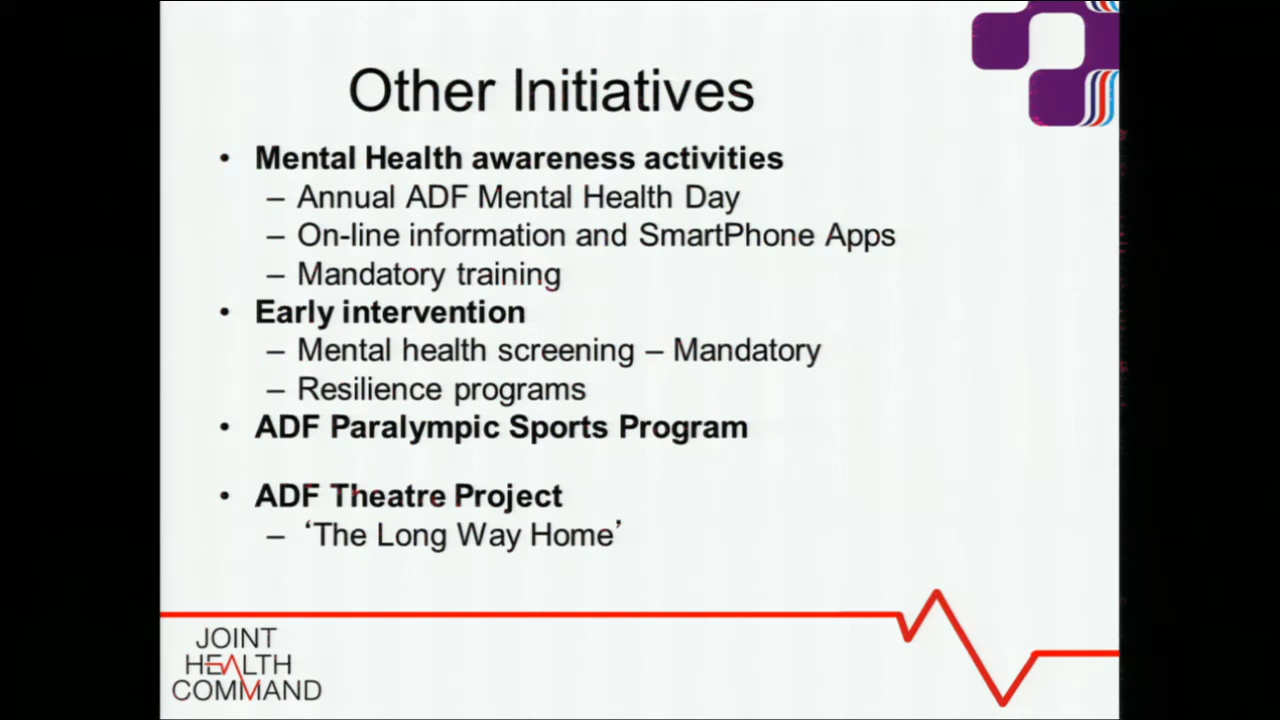 Other Initiatives
• Mental Health awareness activities
– Annual ADF Mental Health Day
– On-line information and SmartPhone Apps
– Mandatory training
• Early intervention
– Mental health screening – Mandatory
– Resilience programs
• ADF Paralympic Sports Program
• ADF Theatre Project
– ‘The Long Way Home’
JOINT
HEALTH
COMMAND